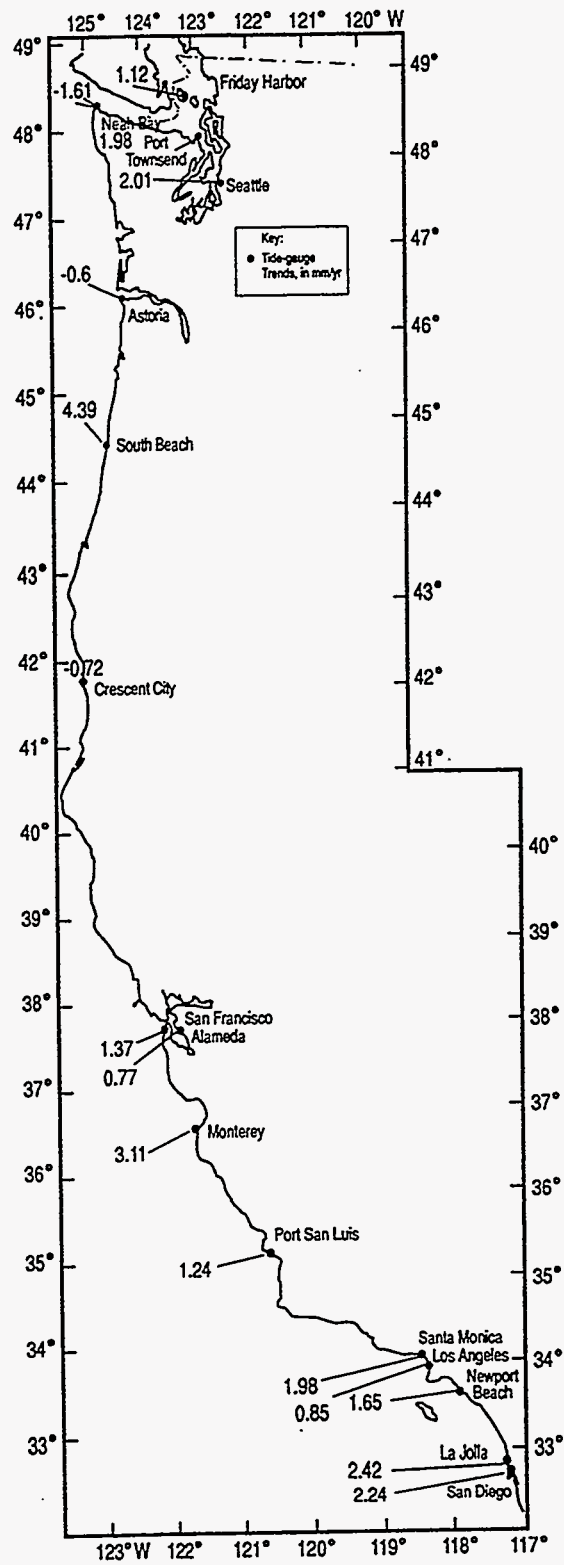 125° 124° 123° 122° 121° 120° W
49° 49°
1.12 Friday Harbor
-1.61
Neah Bay
1.98 Port
Townsend
48° 48°
2.01 Seattle
47° 47°
Key:
Tide-gauge
Trends, in mm/yr
-0.6
46° 46°
Astoria
45° 45°
4.39
South Beach
44° 44°
43° 43°
42° 42°
-0.72
Crescent City
41° 41°
40° 40°
39° 39°
38° 38°
San Francisco
Alameda
1.37
0.77
37° 37°
Monterey
3.11
36° 36°
Port San Luis
35° 35°
1.24
34° 34°
Santa Monica
Los Angeles
1.98
0.85
Newport
Beach
1.65
33° 33°
La Jolla
2.42
2.24
San Diego
123° W 122° 121° 120° 119° 118° 117°